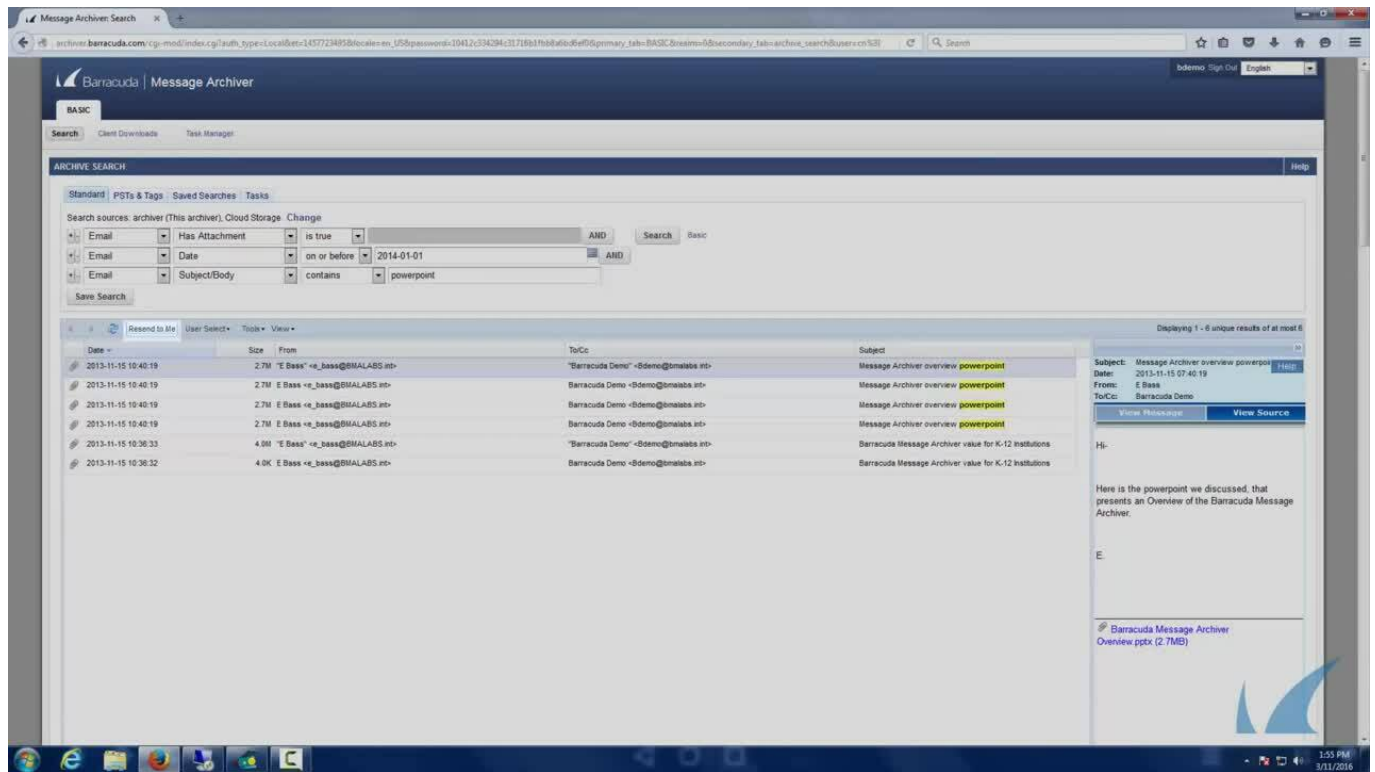 Message Archiver: Search
Search
bdemo Sign Out English
Barracuda | Message Archiver
BASIC
Search Client Downloads Task Manager
ARCHIVE SEARCH Help
Standard PSTs & Tags Saved Searches Tasks
Search sources: archiver (This archiver), Cloud Storage Change
Email Has Attachment is true AND Search Basic
Email Date on or before 2014-01-01 AND
Email Subject/Body contains powerpoint
Save Search
Resend to Me User Select Tools View Displaying 1 - 6 unique results of at most 6
Date Size From To/Cc Subject
2013-11-15 10:40:19 2.7M "E Bass" <e_bass@BMALABS.int> "Barracuda Demo" <Bdemo@bmalabs.int> Message Archiver overview powerpoint
2013-11-15 10:40:19 2.7M E Bass <e_bass@BMALABS.int> Barracuda Demo <Bdemo@bmalabs.int> Message Archiver overview powerpoint
2013-11-15 10:40:19 2.7M E Bass <e_bass@BMALABS.int> Barracuda Demo <Bdemo@bmalabs.int> Message Archiver overview powerpoint
2013-11-15 10:40:19 2.7M E Bass <e_bass@BMALABS.int> Barracuda Demo <Bdemo@bmalabs.int> Message Archiver overview powerpoint
2013-11-15 10:36:33 4.0M "E Bass" <e_bass@BMALABS.int> "Barracuda Demo" <Bdemo@bmalabs.int> Barracuda Message Archiver value for K-12 Institutions
2013-11-15 10:36:32 4.0K E Bass <e_bass@BMALABS.int> Barracuda Demo <Bdemo@bmalabs.int> Barracuda Message Archiver value for K-12 Institutions
Subject: Message Archiver overview powerpoi Help
Date: 2013-11-15 07:40:19
From: E Bass
To/Cc: Barracuda Demo
View Message View Source
Hi-
Here is the powerpoint we discussed, that
presents an Overview of the Barracuda Message
Archiver.
E.
Barracuda Message Archiver
Overview.pptx (2.7MB)
1:55 PM
3/11/2016